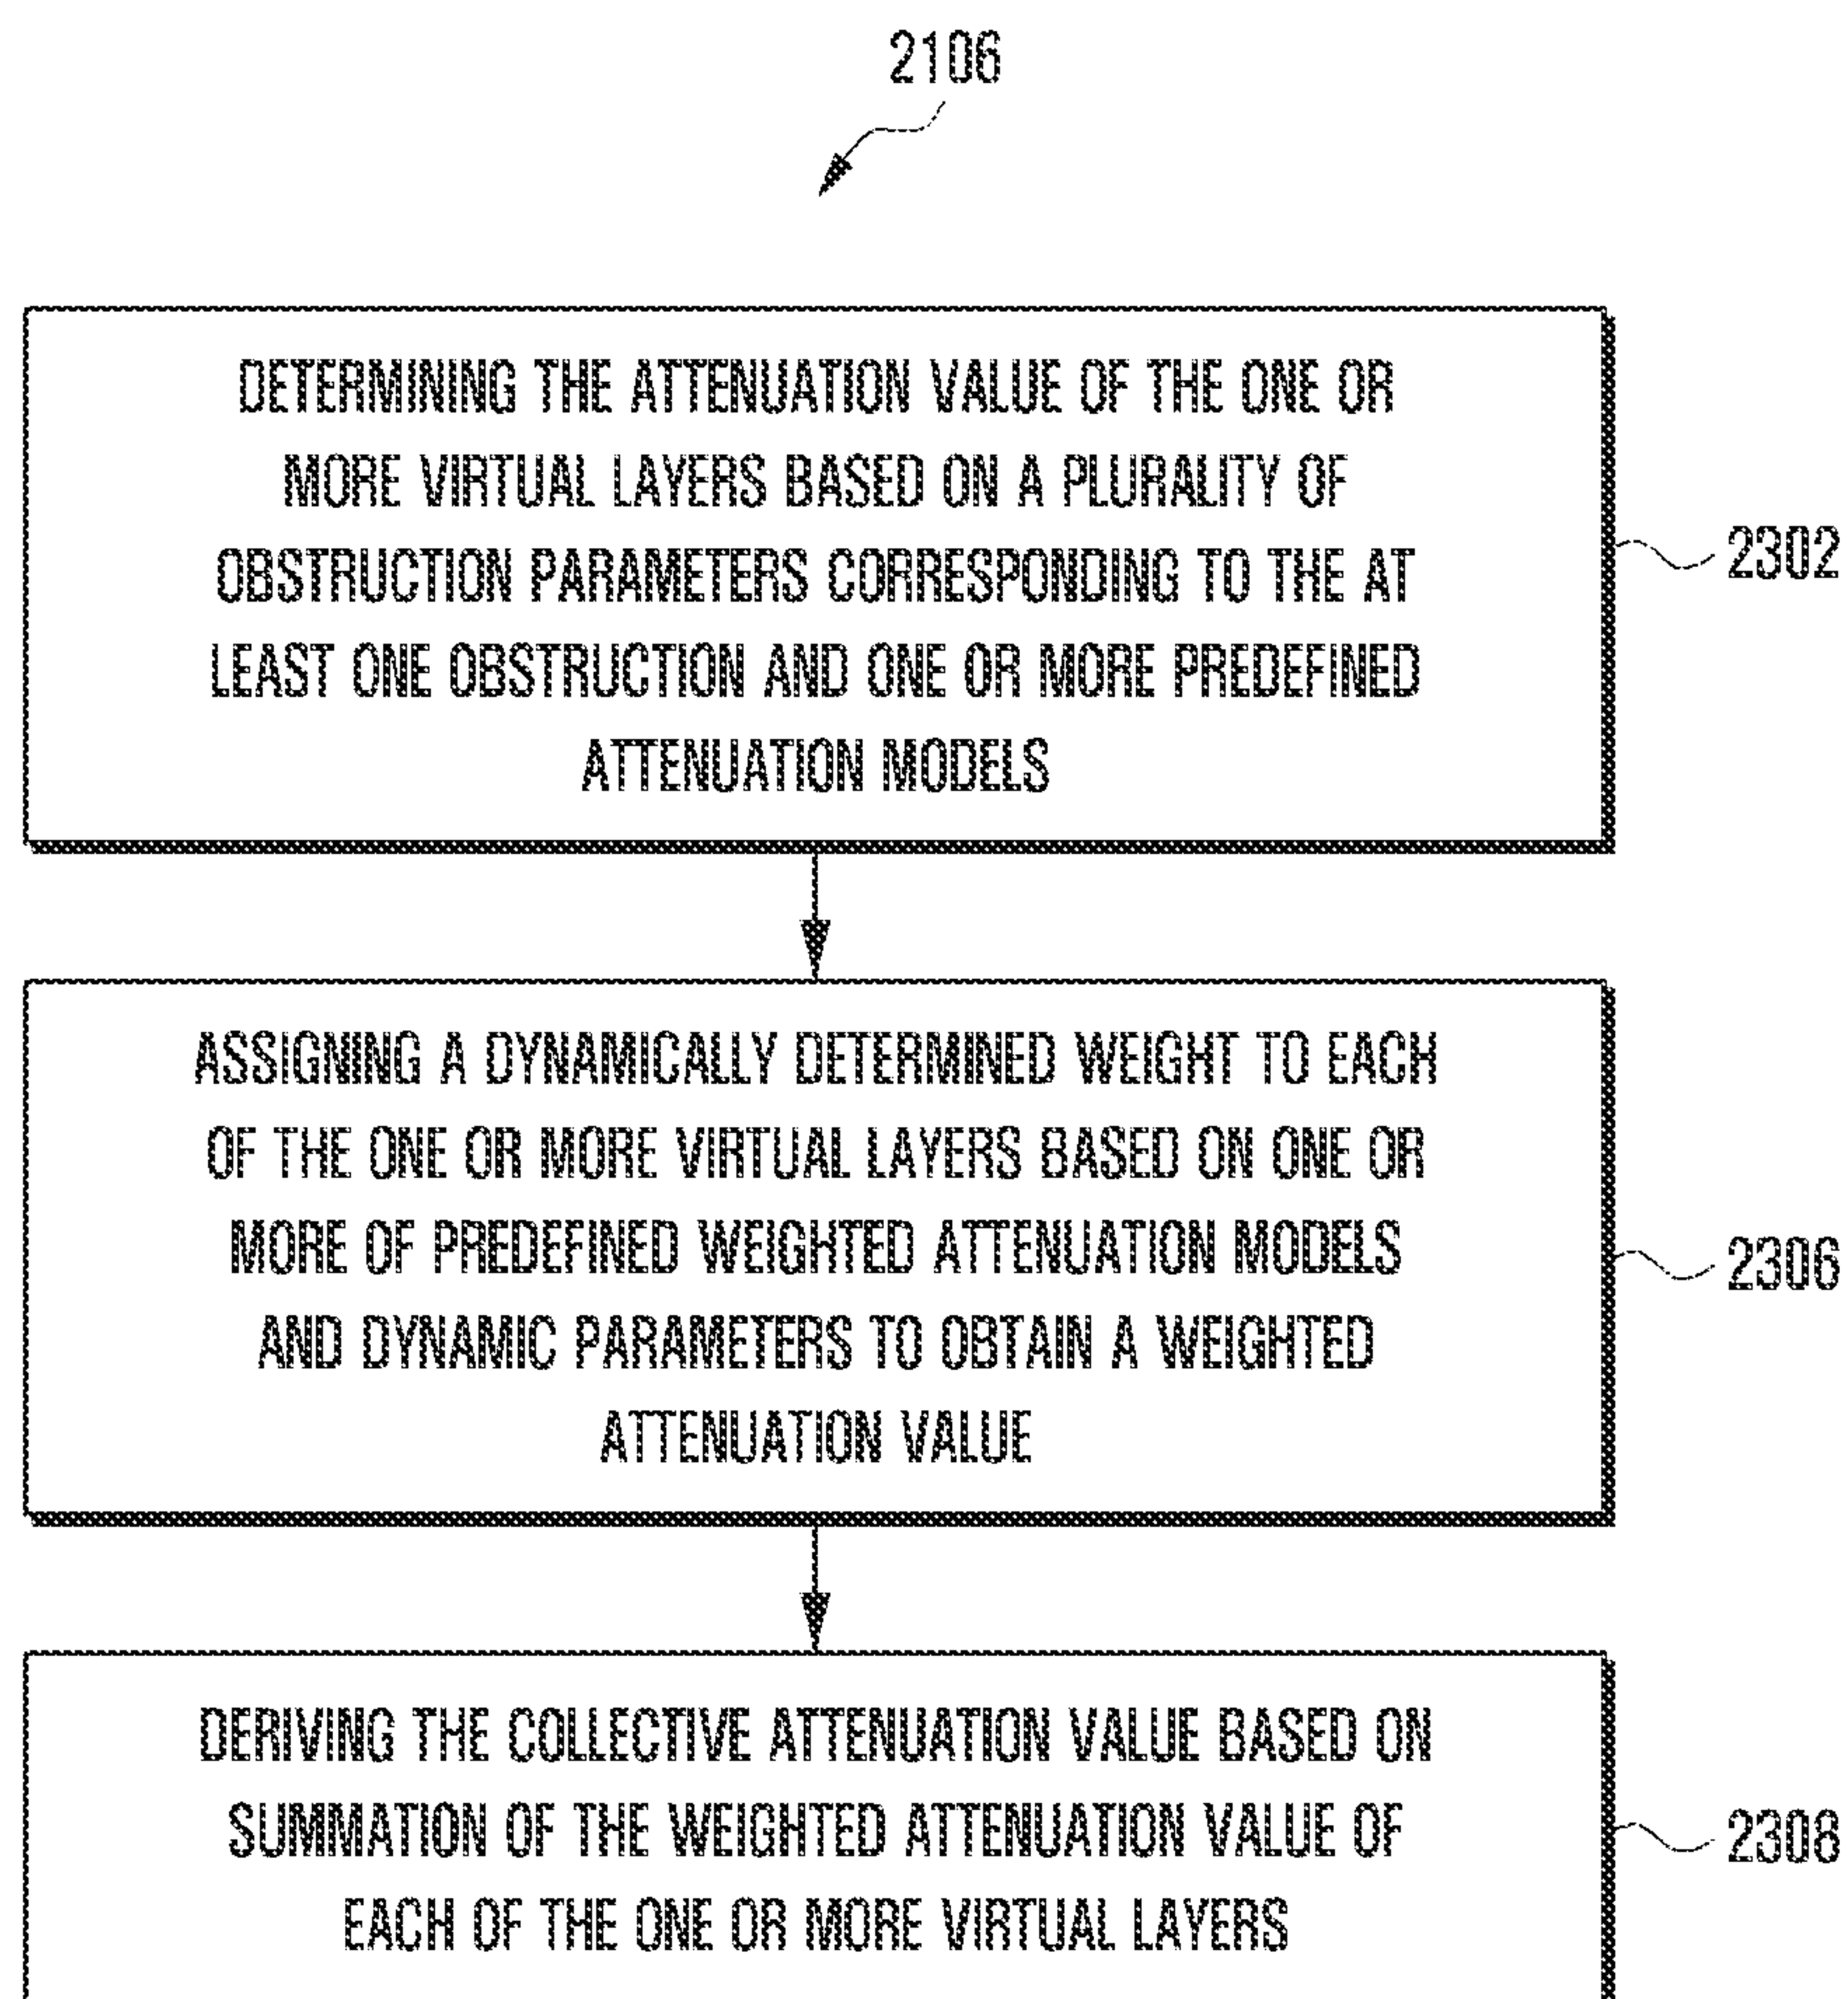 2106
DETERMINING THE ATTENUATION VALUE OF THE ONE OR
MORE VIRTUAL LAYERS BASED ON A PLURALITY OF
OBSTRUCTION PARAMETERS CORRESPONDING TO THE AT
LEAST ONE OBSTRUCTION AND ONE OR MORE PREDEFINED
ATTENUATION MODELS
2302
ASSIGNING A DYNAMICALLY DETERMINED WEIGHT TO EACH
OF THE ONE OR MORE VIRTUAL LAYERS BASED ON ONE OR
MORE OF PREDEFINED WEIGHTED ATTENUATION MODELS
AND DYNAMIC PARAMETERS TO OBTAIN A WEIGHTED
ATTENUATION VALUE
2306
DERIVING THE COLLECTIVE ATTENUATION VALUE BASED ON
SUMMATION OF THE WEIGHTED ATTENUATION VALUE OF
EACH OF THE ONE OR MORE VIRTUAL LAYERS
2308